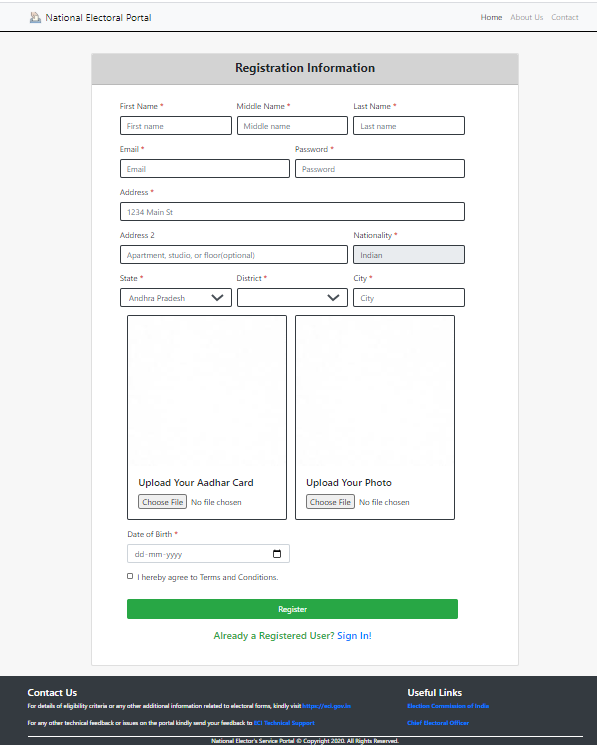 National Electoral Portal
Home About Us Contact
Registration Information
First Name * Middle Name * Last Name *
First name Middle name Last name
Email * Password *
Email Password
Address *
1234 Main St
Address 2 Nationality *
Apartment, studio, or floor(optional) Indian
State * District * City *
Andhra Pradesh City
Upload Your Aadhar Card Upload Your Photo
Choose File No file chosen Choose File No file chosen
Date of Birth *
dd-mm-yyyy
I hereby agree to Terms and Conditions.
Register
Already a Registered User? Sign In!
Contact Us Useful Links
For details of eligibility criteria or any other additional information related to electoral forms, kindly visit https://eci.gov.in Election Commission of India
For any other technical feedback or issues on the portal kindly send your feedback to ECI Technical Support Chief Electoral Officer
National Elector's Service Portal © Copyright 2020. All Rights Reserved.